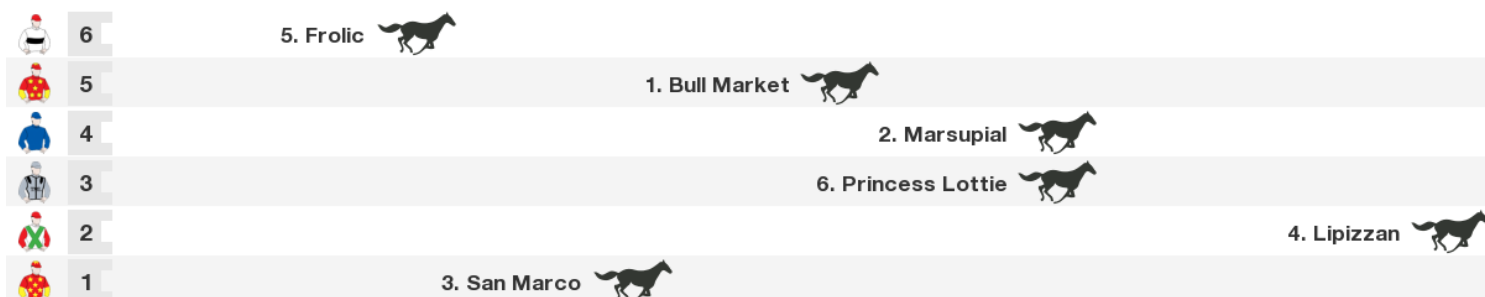 6 5. Frolic
5 1. Bull Market
4 2. Marsupial
3 6. Princess Lottie
2 4. Lipizzan
1 3. San Marco